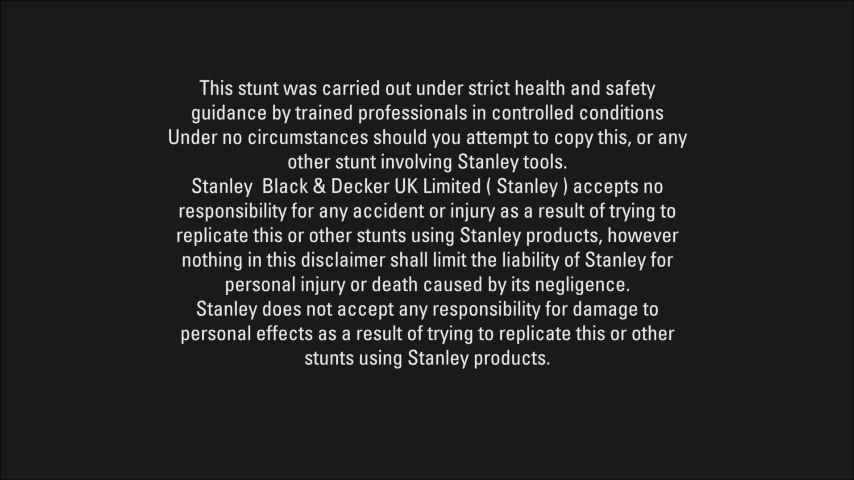 This stunt was carried out under strict health and safety
guidance by trained professionals in controlled conditions
Under no circumstances should you attempt to copy this, or any
other stunt involving Stanley tools.
Stanley  Black & Decker UK Limited ( Stanley ) accepts no
responsibility for any accident or injury as a result of trying to
replicate this or other stunts using Stanley products, however
nothing in this disclaimer shall limit the liability of Stanley for
personal injury or death caused by its negligence.
Stanley does not accept any responsibility for damage to
personal effects as a result of trying to replicate this or other
stunts using Stanley products.